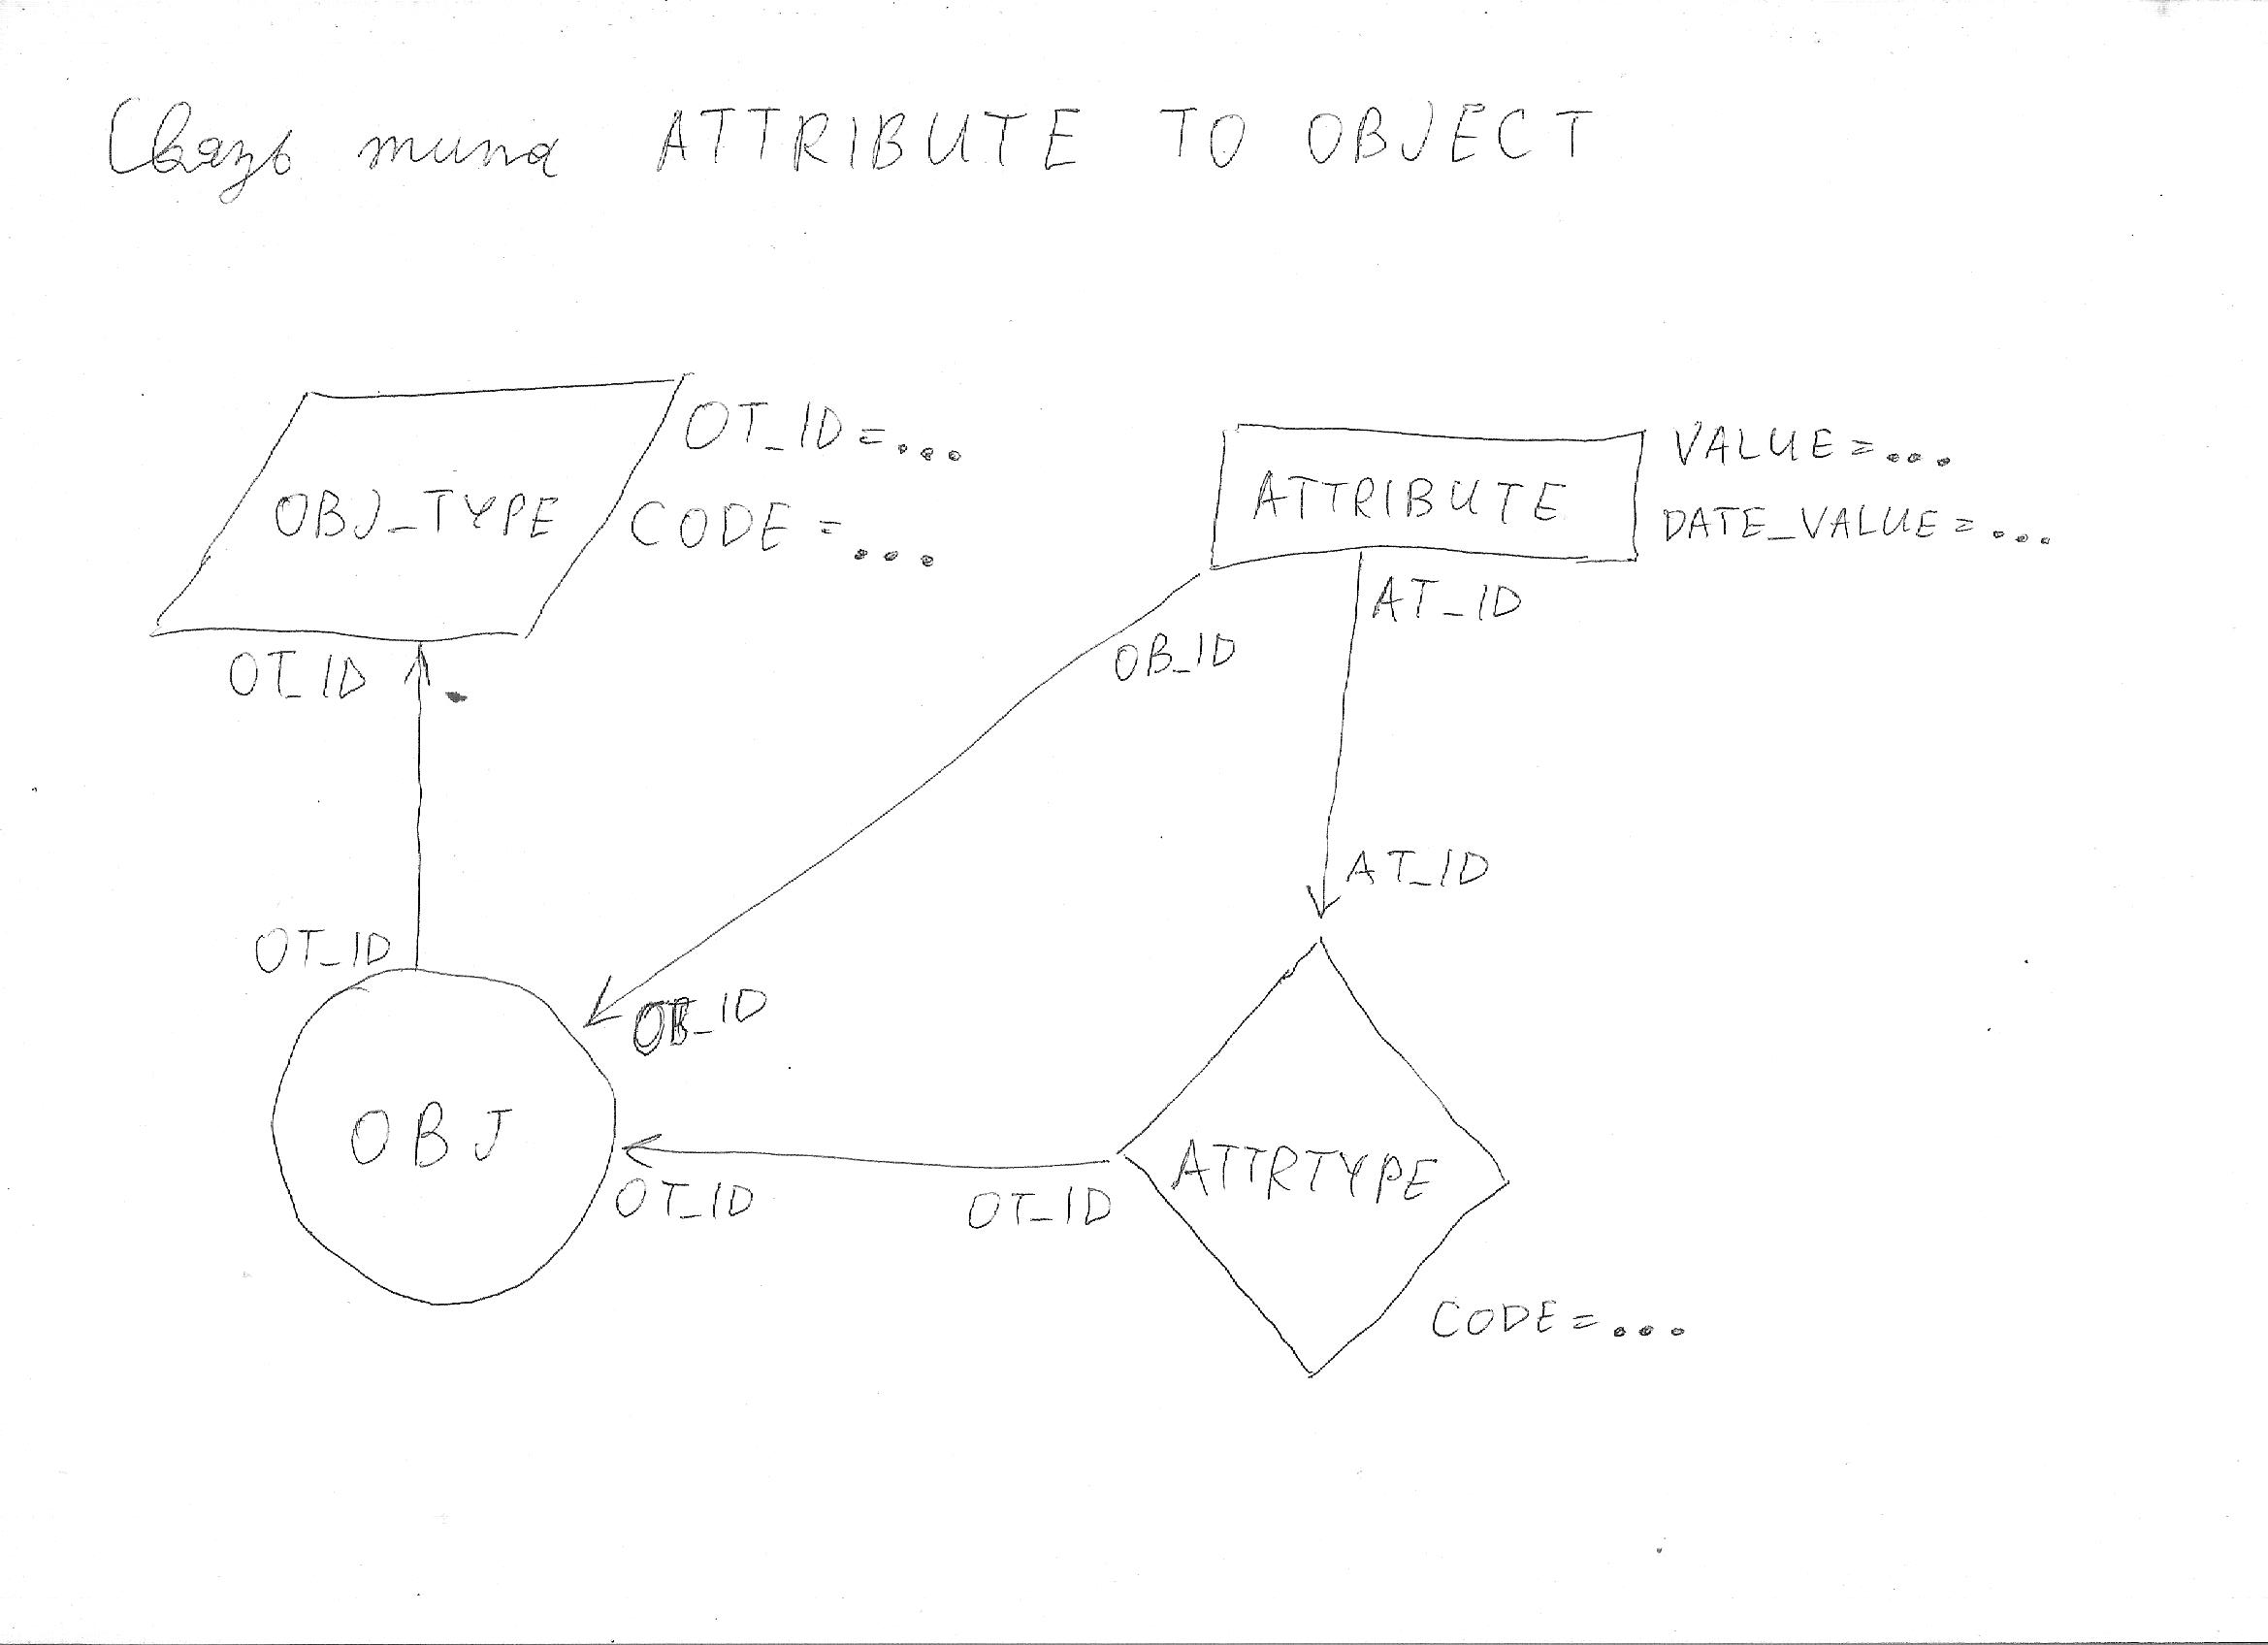 Связь типа ATTRIBUTE TO OBJECT
OT_ID=...
OBJ_TYPE
CODE=...
OT_ID
VALUE=...
ATTRIBUTE
DATE_VALUE=...
AT_ID
OB_ID
AT_ID
OT_ID
OB_ID
OBJ
OT_ID
OT_ID
ATTRTYPE
CODE=...